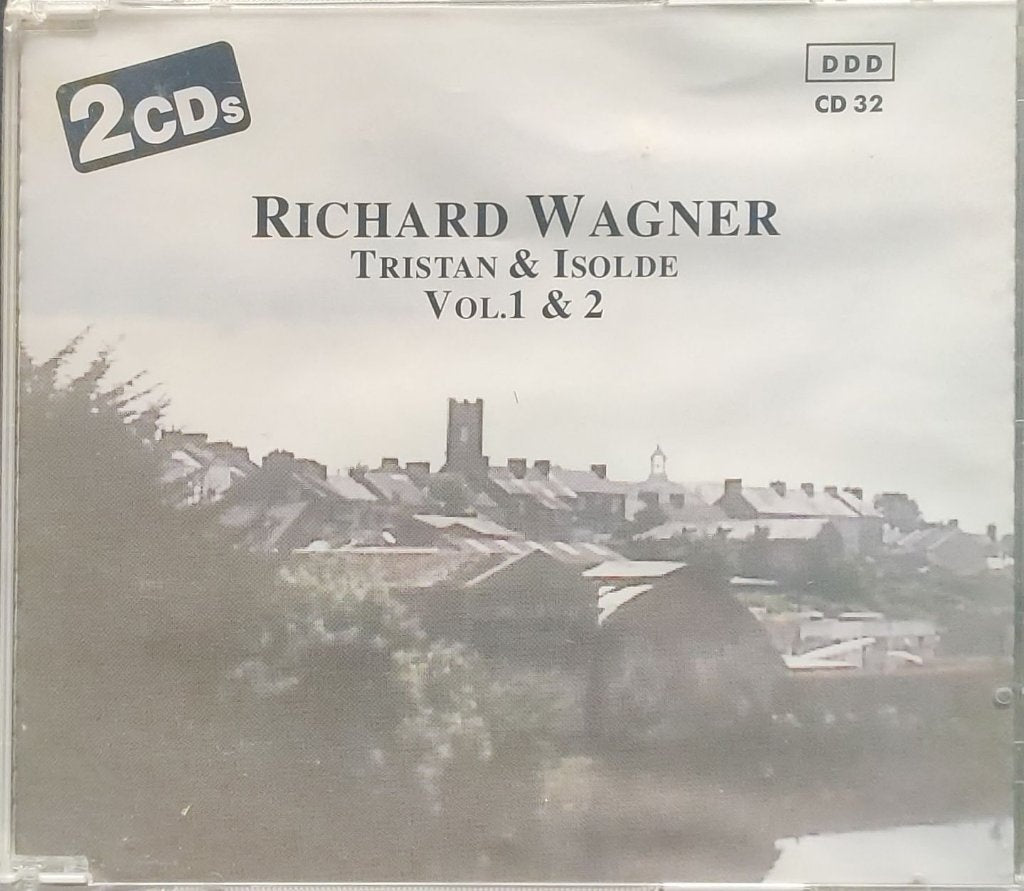 2CDs
DDD
CD 32
RICHARD WAGNER
TRISTAN & ISOLDE
VOL.1 & 2